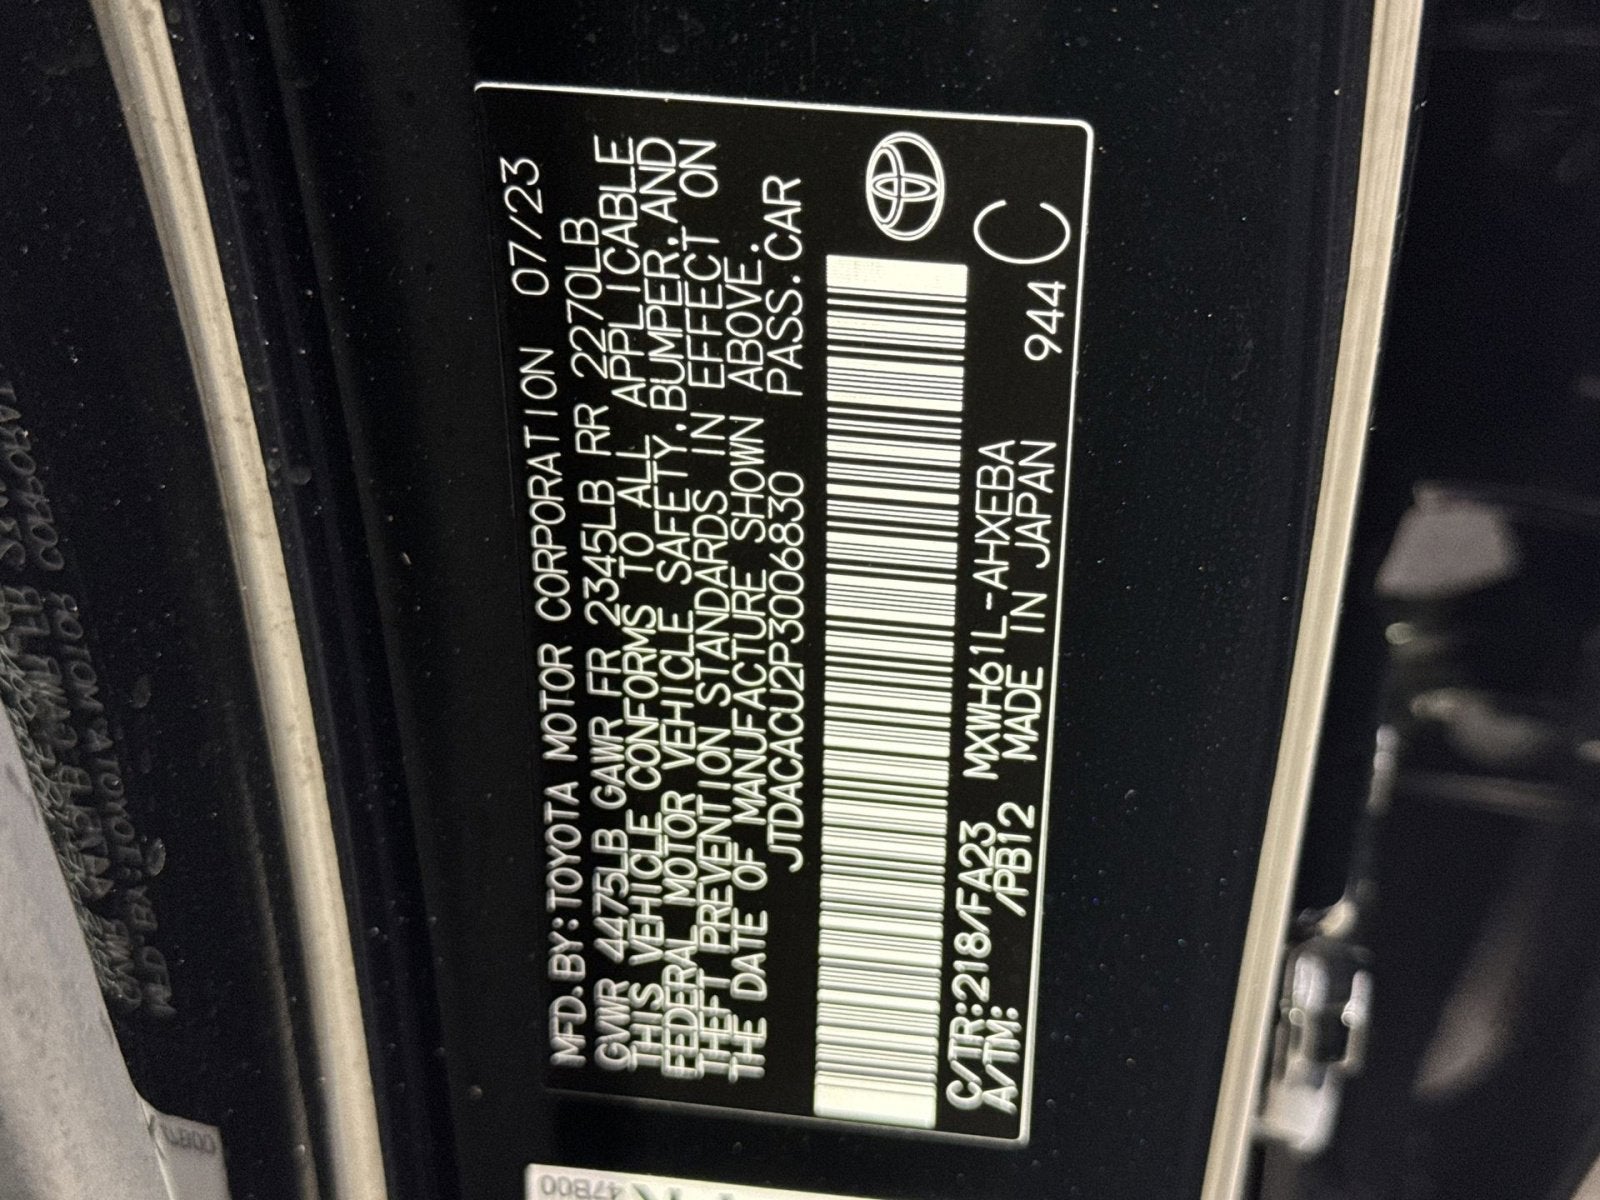 MFD.BY:TOYOTA MOTOR CORPORATION 07/23
GVWR 4475LB GAWR FR 2345LB RR 2270LB
THIS VEHICLE CONFORMS TO ALL APPLICABLE
FEDERAL MOTOR VEHICLE SAFETY,BUMPER,AND
THEFT PREVENTION STANDARDS IN EFFECT ON
THE DATE OF MANUFACTURE SHOWN ABOVE.
JTDACACU2P3006830 PASS.CAR
C/TR:218/FA23 MXWH61L-AHXEBA
A/TM: /PB12 MADE IN JAPAN 944 C
47B00